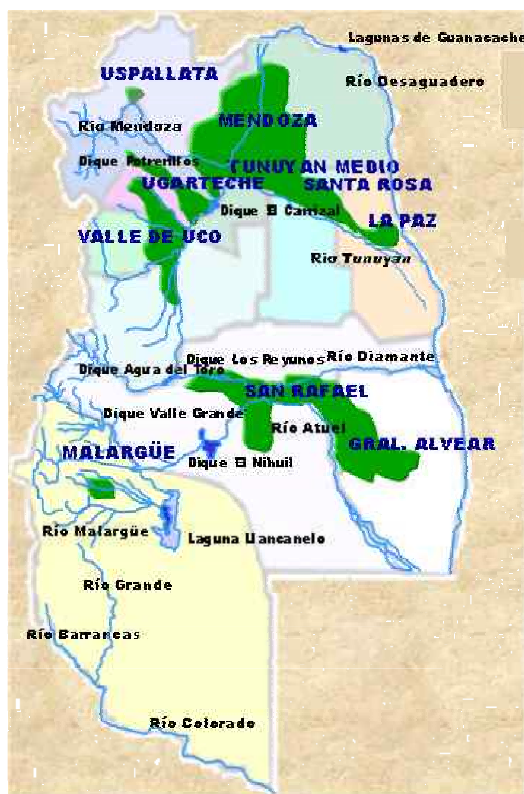 Lagunas de Guanacache
USPALLATA
Río Desaguadero
Río Mendoza
MENDOZA
Dique Potrerillos
TUNUYAN MEDIO
UGARTECHE
SANTA ROSA
Dique El Carrizal
LA PAZ
VALLE DE UCO
Rio Tunuyan
Dique Los Reyunos
Río Diamante
Dique Agua del Toro
SAN RAFAEL
Dique Valle Grande
Río Atuel
MALARGÜE
GRAL. ALVEAR
Dique El Nihuil
Río Malargüe
Laguna Llancanelo
Río Grande
Río Barrancas
Río Colorado